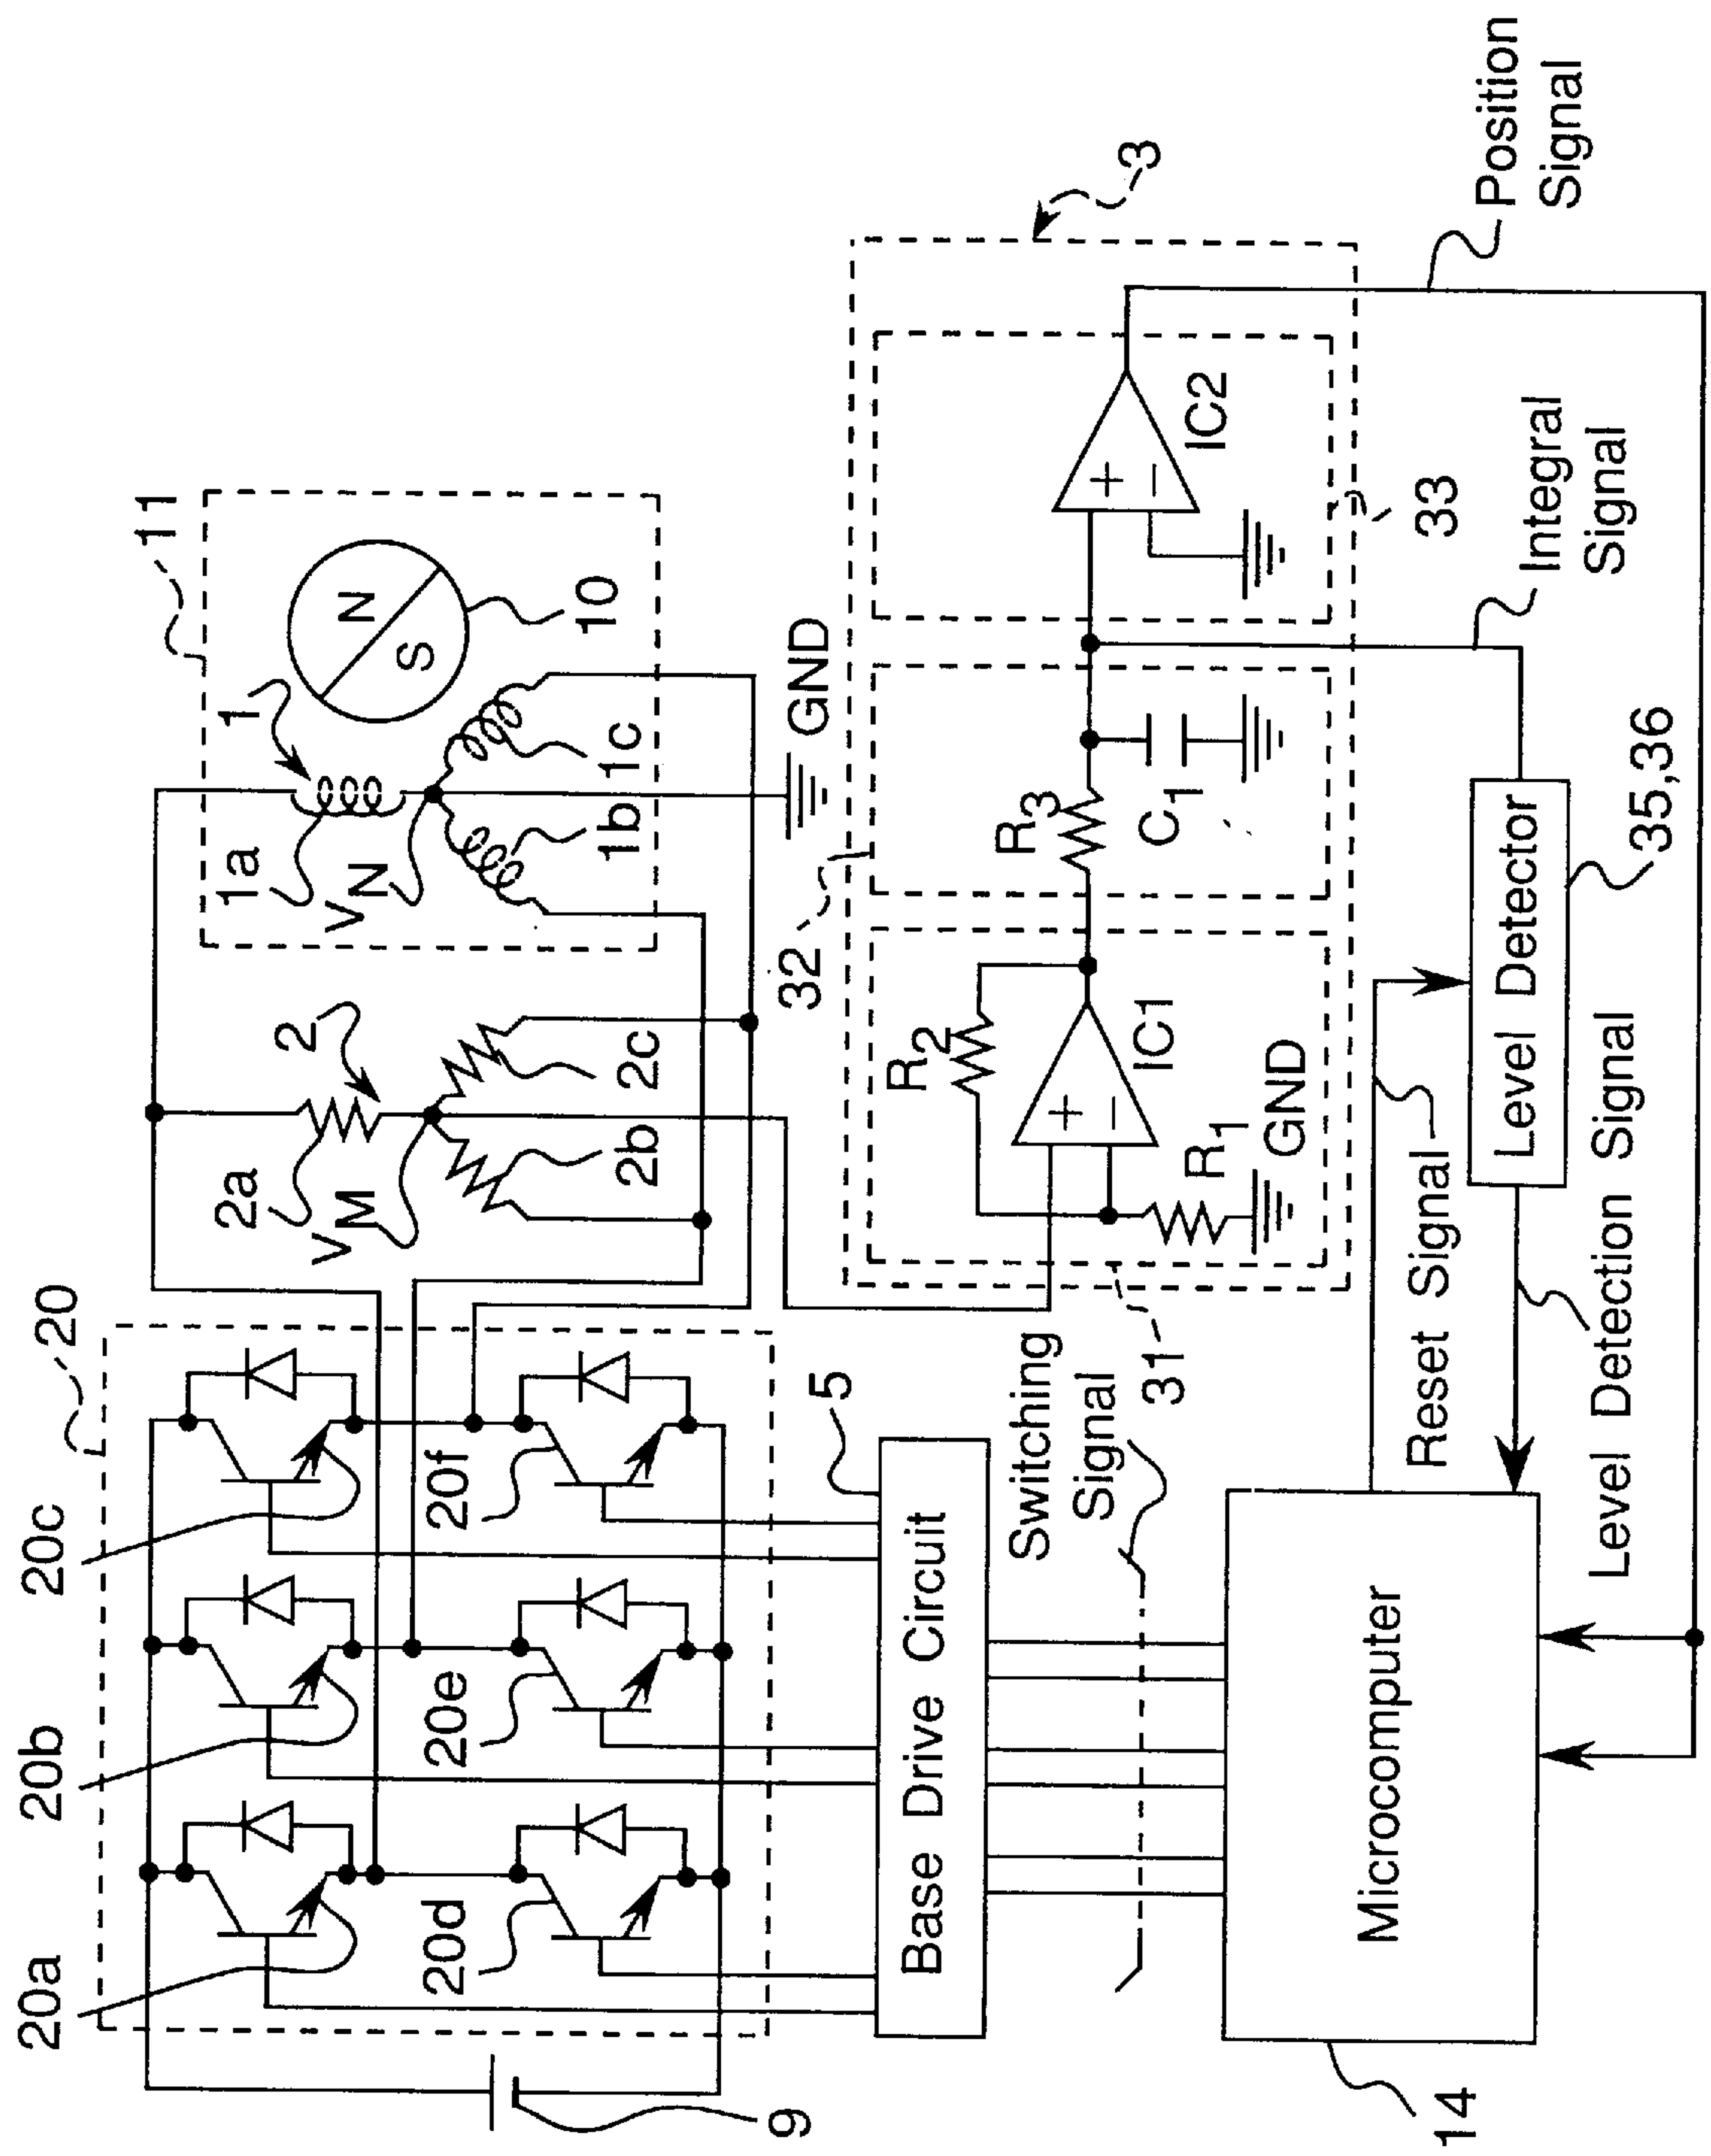 20
20a
20b
20c
20d
20e
20f
9
5
Base Drive Circuit
Switching
Signal
14
Microcomputer
11
1
1a
1b
1c
V N
10
N
S
GND
2
2a
2b
2c
V M
3
31
R2
IC1
+
−
R1
GND
32
R3
C1
33
+
−
IC2
Position
Signal
Integral
Signal
Level Detector
35,36
Reset Signal
Level Detection Signal